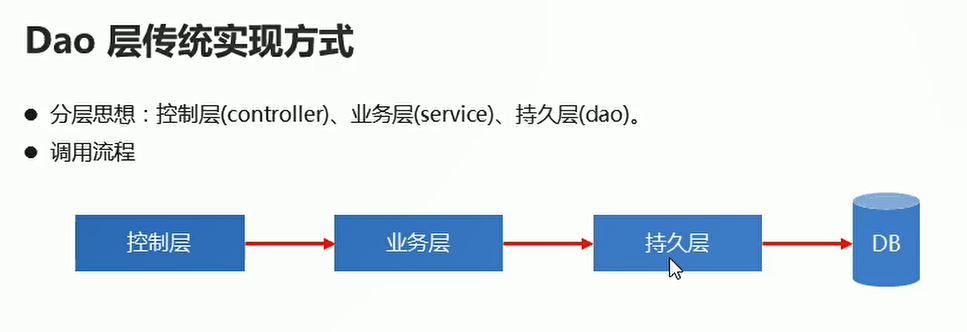 Dao 层传统实现方式
● 分层思想：控制层(controller)、业务层(service)、持久层(dao)。
● 调用流程
控制层
业务层
持久层
DB